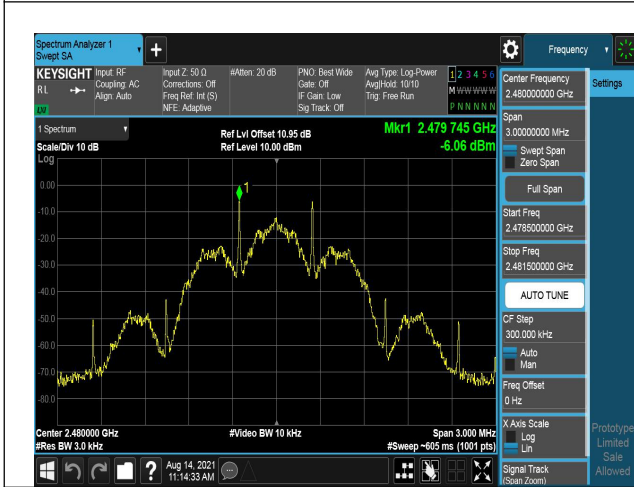 Spectrum Analyzer 1
Swept SA
Frequency
KEYSIGHT Input: RF
R L
Coupling: AC
Align: Auto
Input Z: 50 Ω
Corrections: Off
Freq Ref: Int (S)
NFE: Adaptive
#Atten: 20 dB
PNO: Best Wide
Gate: Off
IF Gain: Low
Sig Track: Off
Avg Type: Log-Power
Avg|Hold: 10/10
Trig: Free Run
1 2 3 4 5 6
M W W W W W
P N N N N N
1 Spectrum
Scale/Div 10 dB
Log
Ref Lvl Offset 10.95 dB
Ref Level 10.00 dBm
Mkr1 2.479 745 GHz
-6.06 dBm
1
0.00
-10.0
-20.0
-30.0
-40.0
-50.0
-60.0
-70.0
-80.0
Center 2.480000 GHz
#Res BW 3.0 kHz
#Video BW 10 kHz
Span 3.000 MHz
#Sweep ~605 ms (1001 pts)
Aug 14, 2021
11:14:33 AM
Center Frequency
2.480000000 GHz
Span
3.00000000 MHz
Swept Span
Zero Span
Full Span
Start Freq
2.478500000 GHz
Stop Freq
2.481500000 GHz
AUTO TUNE
CF Step
300.000 kHz
Auto
Man
Freq Offset
0 Hz
X Axis Scale
Log
Lin
Signal Track
(Span Zoom)
Settings
Prototype
Limited
Sale
Allowed